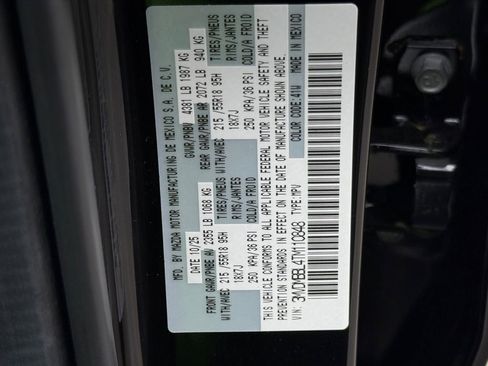 MFD. BY MAZDA MOTOR MANUFACTURING DE MEXICO S.A. DE C.V.
DATE 10/25 GVWR/PNBV 4381 LB 1987 KG
FRONT GAWR/PNBE AV 2355 LB 1068 KG REAR GAWR/PNBE AR 2072 LB 940 KG
WITH/AVEC 215 /55R18 95H TIRES/PNEUS WITH/AVEC 215 /55R18 95H TIRES/PNEUS
18X7J RIMS/JANTES 18X7J RIMS/JANTES
250 KPA/36 PSI COLD/A FROID 250 KPA/36 PSI COLD/A FROID
THIS VEHICLE CONFORMS TO ALL APPLICABLE FEDERAL MOTOR VEHICLE SAFETY AND THEFT
PREVENTION STANDARDS IN EFFECT ON THE DATE OF MANUFACTURE SHOWN ABOVE.
VIN: TYPE: MPV COLOR CODE: 41W MADE IN MEXICO